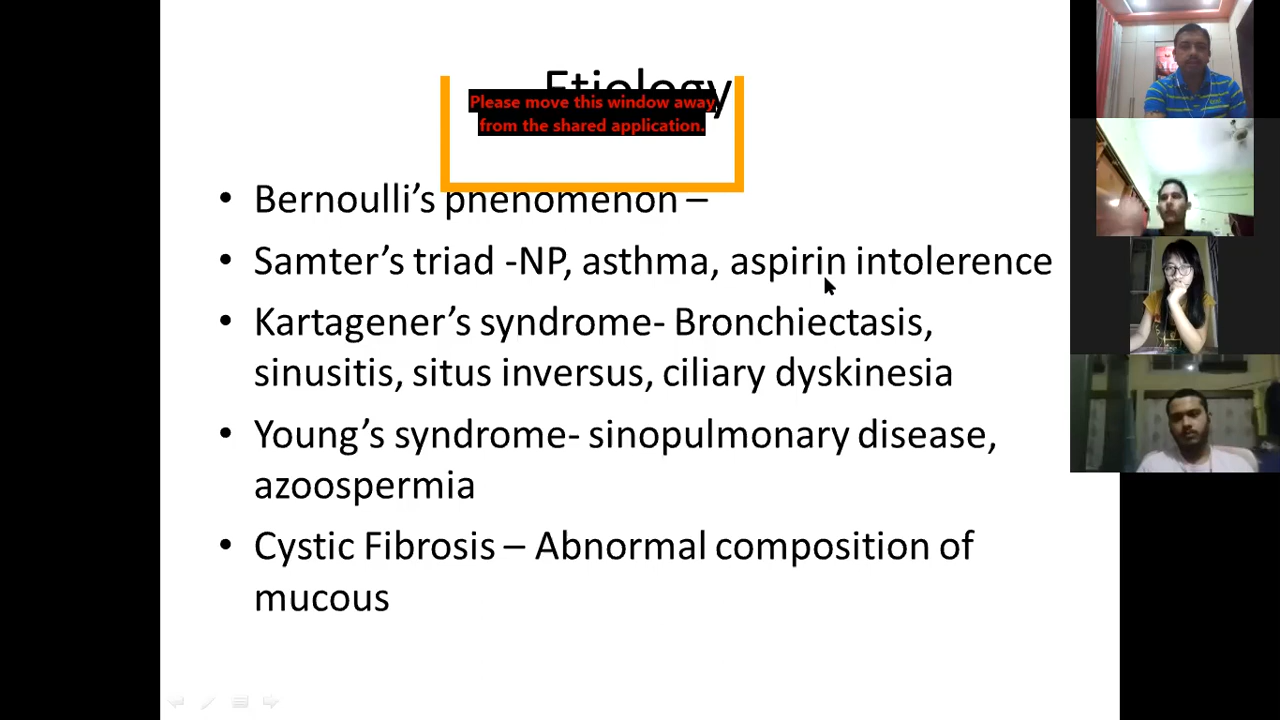 Etiology
Please move this window away
from the shared application.
• Bernoulli’s phenomenon –
• Samter’s triad -NP, asthma, aspirin intolerence
• Kartagener’s syndrome- Bronchiectasis,
sinusitis, situs inversus, ciliary dyskinesia
• Young’s syndrome- sinopulmonary disease,
azoospermia
• Cystic Fibrosis – Abnormal composition of
mucous